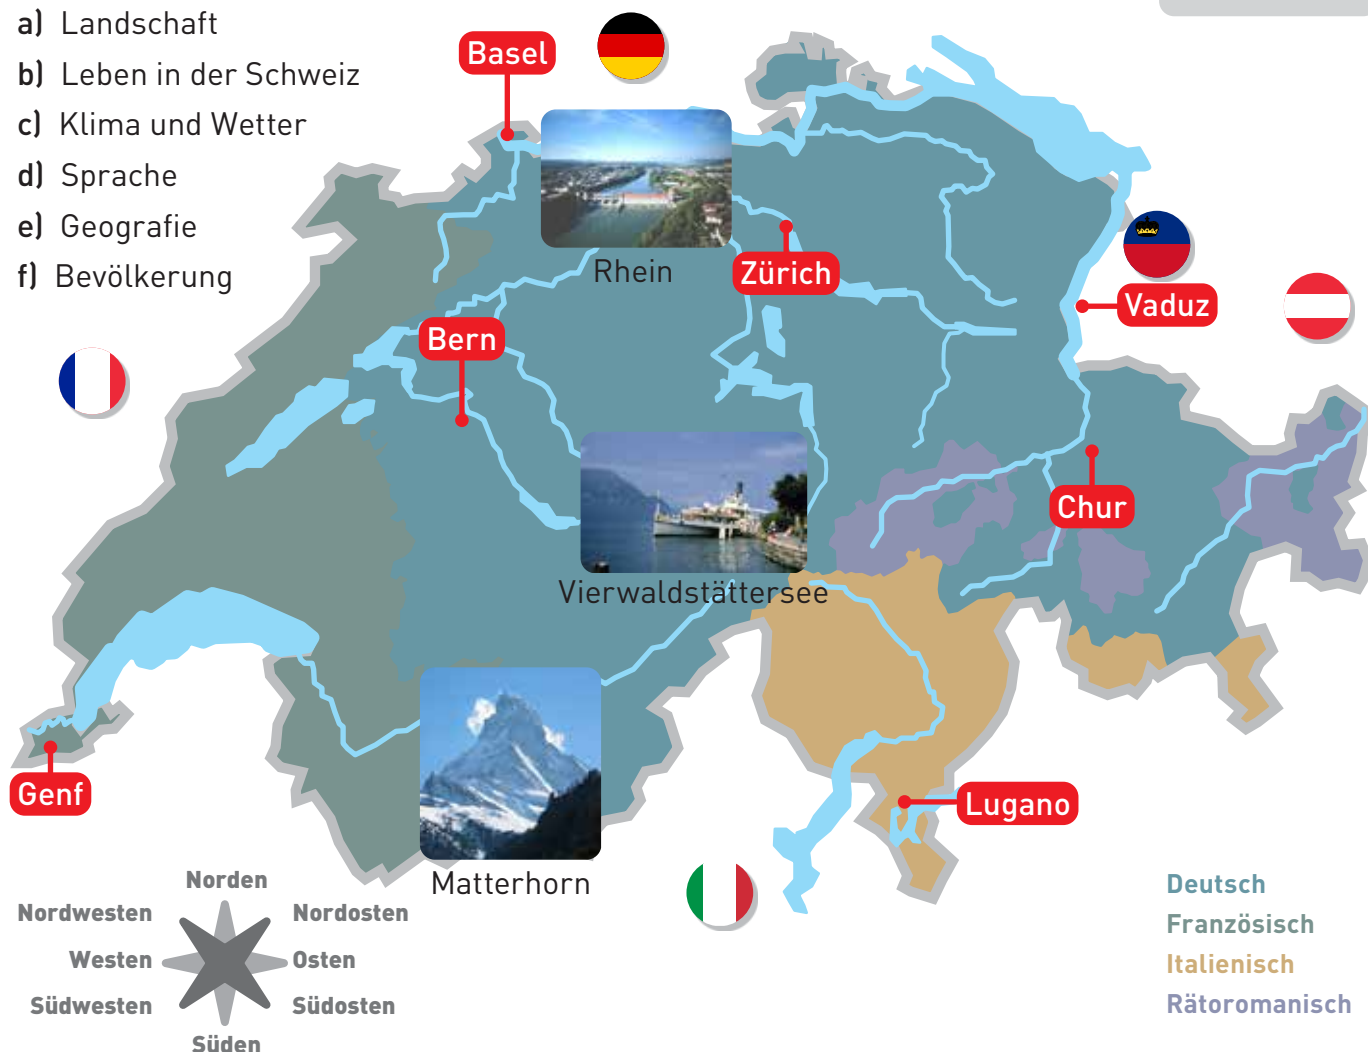 a) Landschaft
b) Leben in der Schweiz
c) Klima und Wetter
d) Sprache
e) Geografie
f) Bevölkerung
Basel
Rhein
Zürich
Vaduz
Bern
Chur
Vierwaldstättersee
Genf
Lugano
Matterhorn
Norden
Nordwesten
Nordosten
Westen
Osten
Südwesten
Südosten
Süden
Deutsch
Französisch
Italienisch
Rätoromanisch